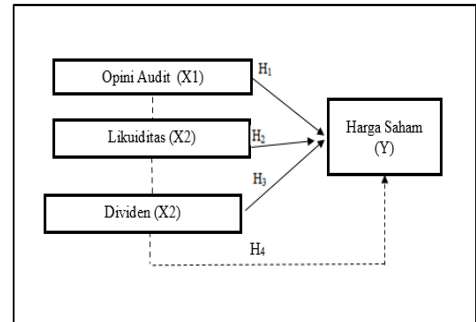 Opini Audit (X1)
H1
Likuiditas (X2)
H2
Harga Saham
(Y)
H3
Dividen (X2)
H4